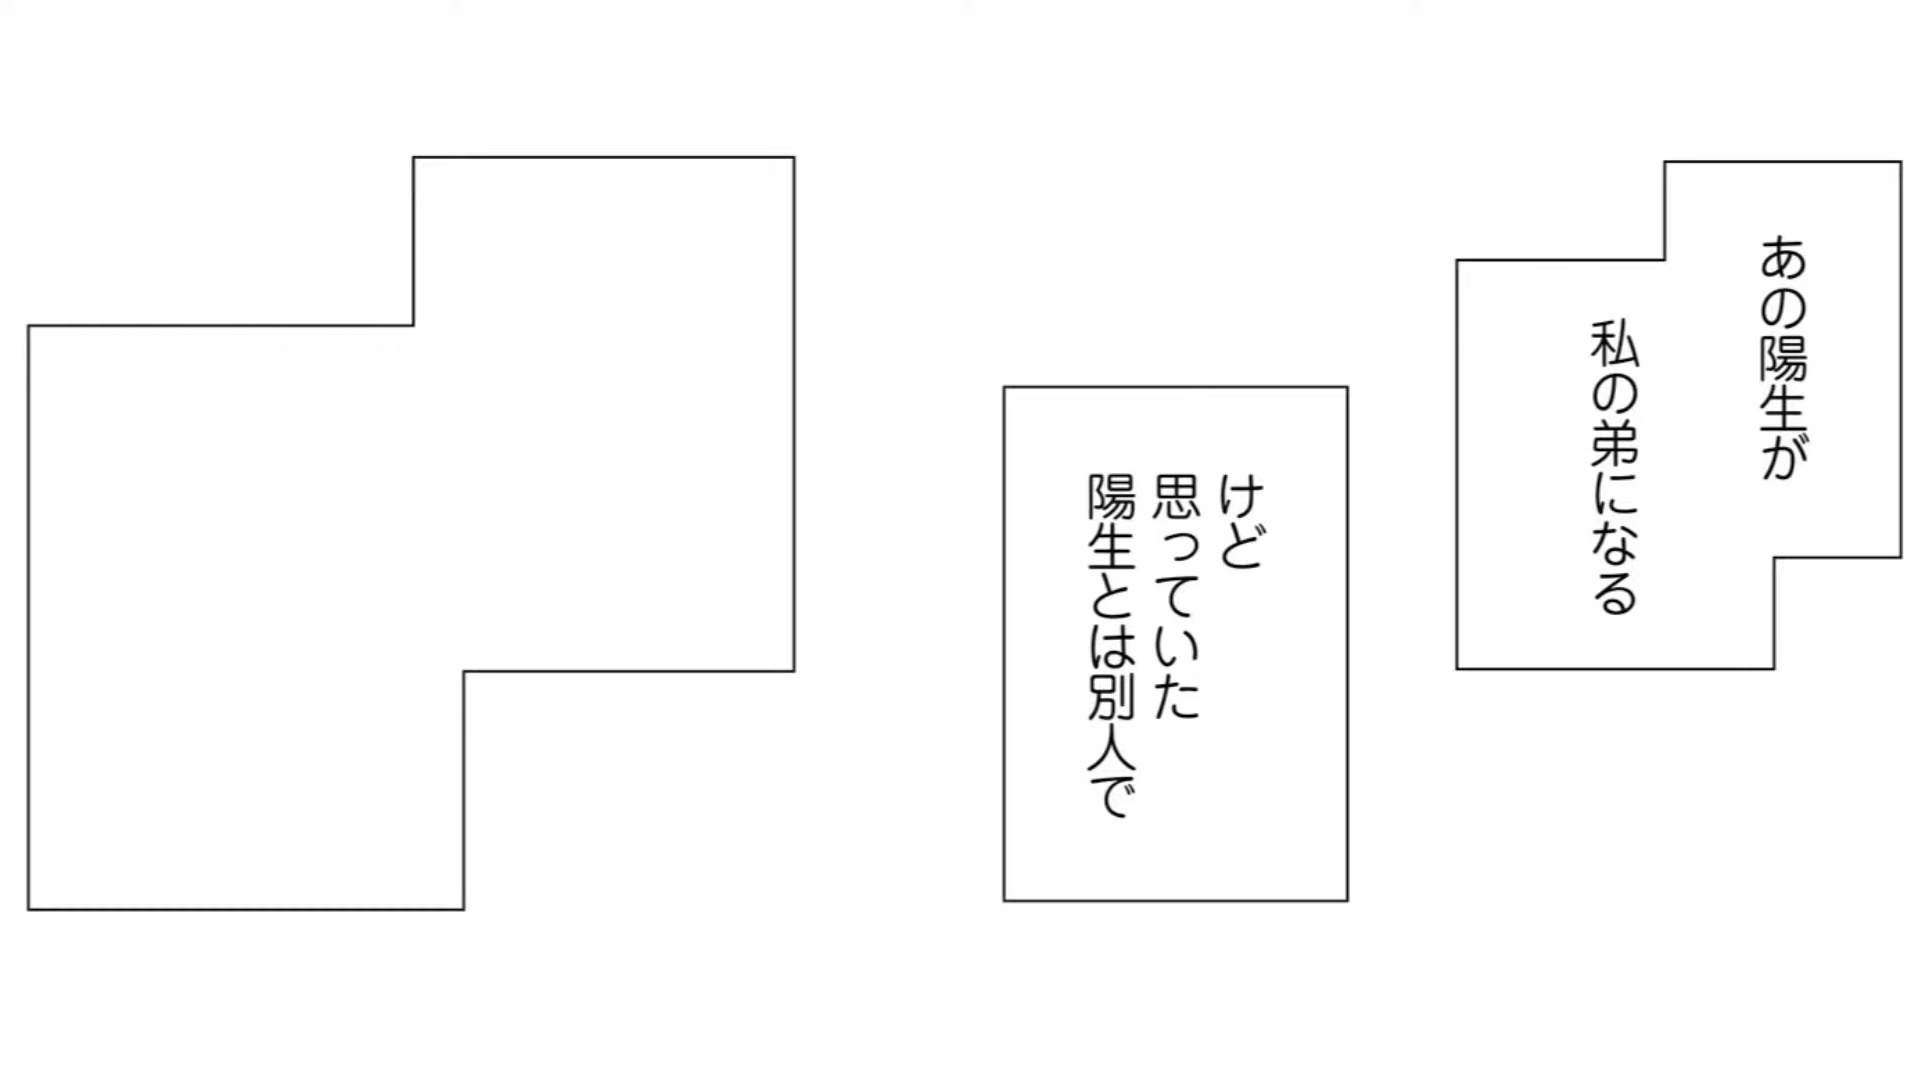 あの陽生が
私の弟になる
けど
思っていた
陽生とは別人で